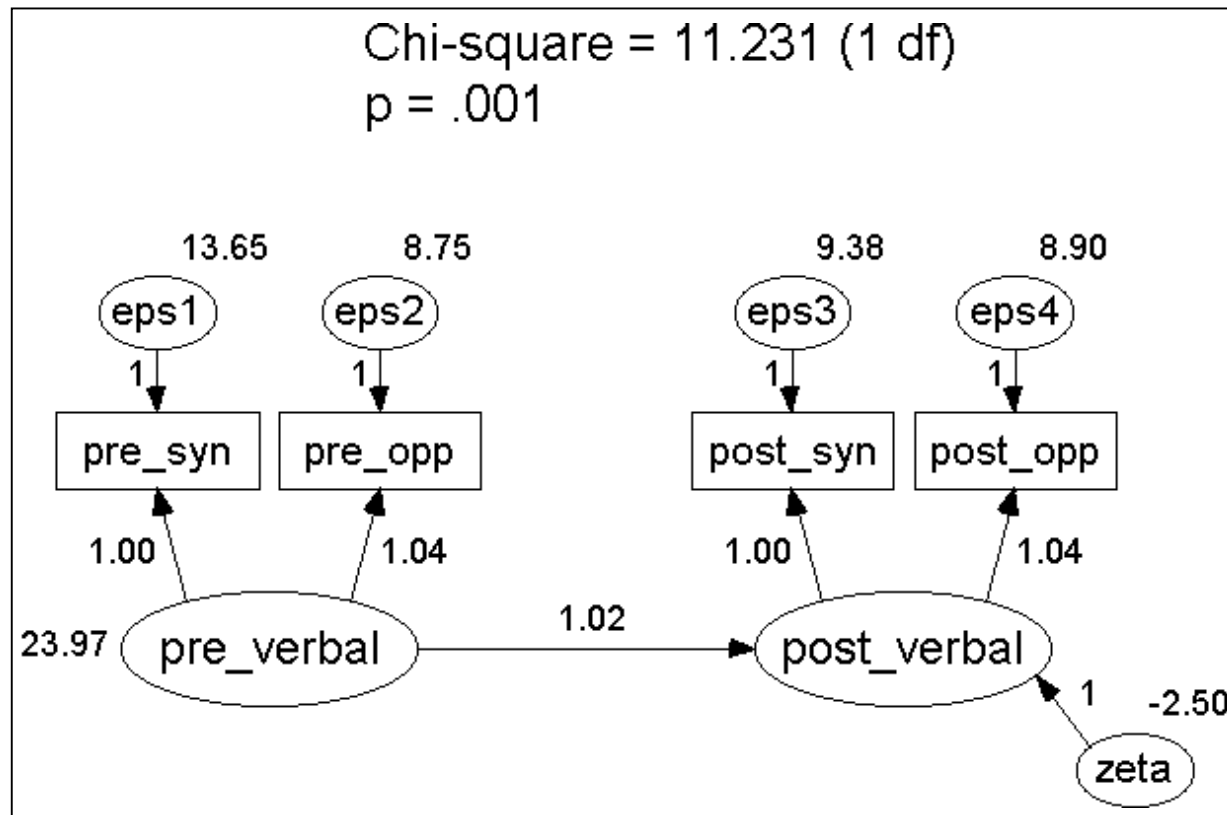 Chi-square = 11.231 (1 df)
p = .001
13.65 8.75 9.38 8.90
eps1 eps2 eps3 eps4
1 1 1 1
pre_syn pre_opp post_syn post_opp
1.00 1.04 1.00 1.04
1.02
23.97 pre_verbal post_verbal
1 -2.50
zeta